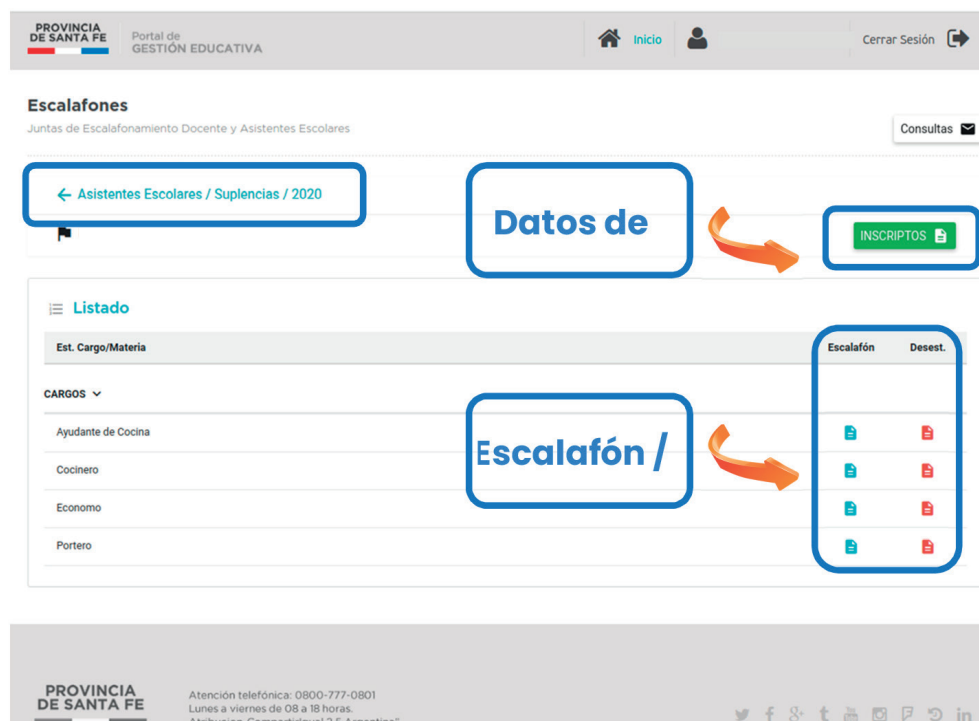 PROVINCIA
DE SANTA FE
Portal de
GESTIÓN EDUCATIVA
Inicio
Cerrar Sesión
Escalafones
Juntas de Escalafonamiento Docente y Asistentes Escolares
Consultas
Asistentes Escolares / Suplencias / 2020
Datos de
INSCRIPTOS
Listado
Est. Cargo/Materia
Escalafón Desest.
CARGOS
Ayudante de Cocina
Escalafón /
Cocinero
Economo
Portero
PROVINCIA
DE SANTA FE
Atención telefónica: 0800-777-0801
Lunes a viernes de 08 a 18 horas.